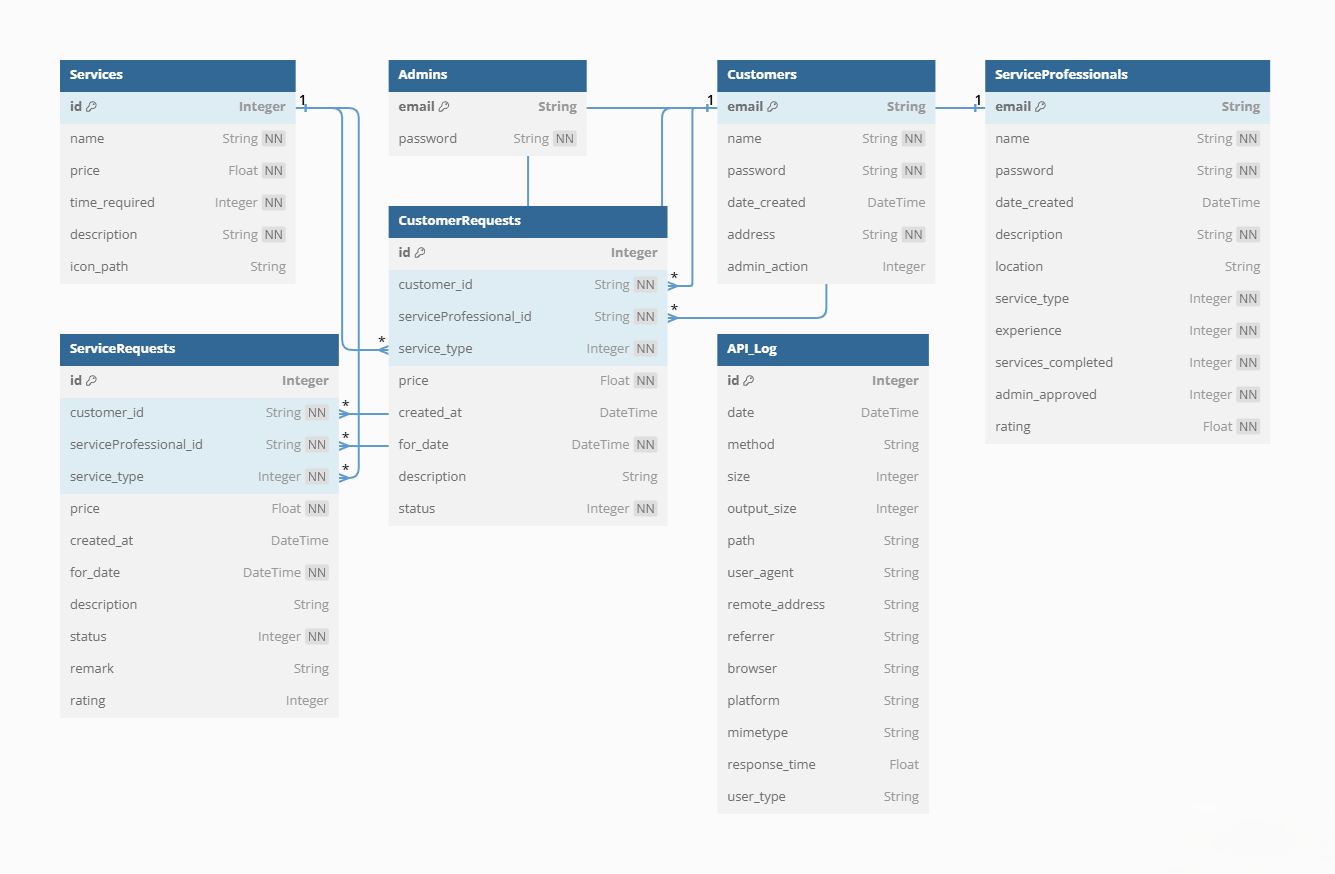 Services
id Integer
name String NN
price Float NN
time_required Integer NN
description String NN
icon_path String
1
Admins
email String
password String NN
Customers
1
email String
name String NN
password String NN
date_created DateTime
address String NN
admin_action Integer
ServiceProfessionals
1
email String
name String NN
password String NN
date_created DateTime
description String NN
location String
service_type Integer NN
experience Integer NN
services_completed Integer NN
admin_approved Integer NN
rating Float NN
CustomerRequests
id Integer
customer_id String NN *
serviceProfessional_id String NN *
* service_type Integer NN
price Float NN
created_at DateTime
for_date DateTime NN
description String
status Integer NN
ServiceRequests
id Integer
customer_id String NN *
serviceProfessional_id String NN *
service_type Integer NN *
price Float NN
created_at DateTime
for_date DateTime NN
description String
status Integer NN
remark String
rating Integer
API_Log
id Integer
date DateTime
method String
size Integer
output_size Integer
path String
user_agent String
remote_address String
referrer String
browser String
platform String
mimetype String
response_time Float
user_type String